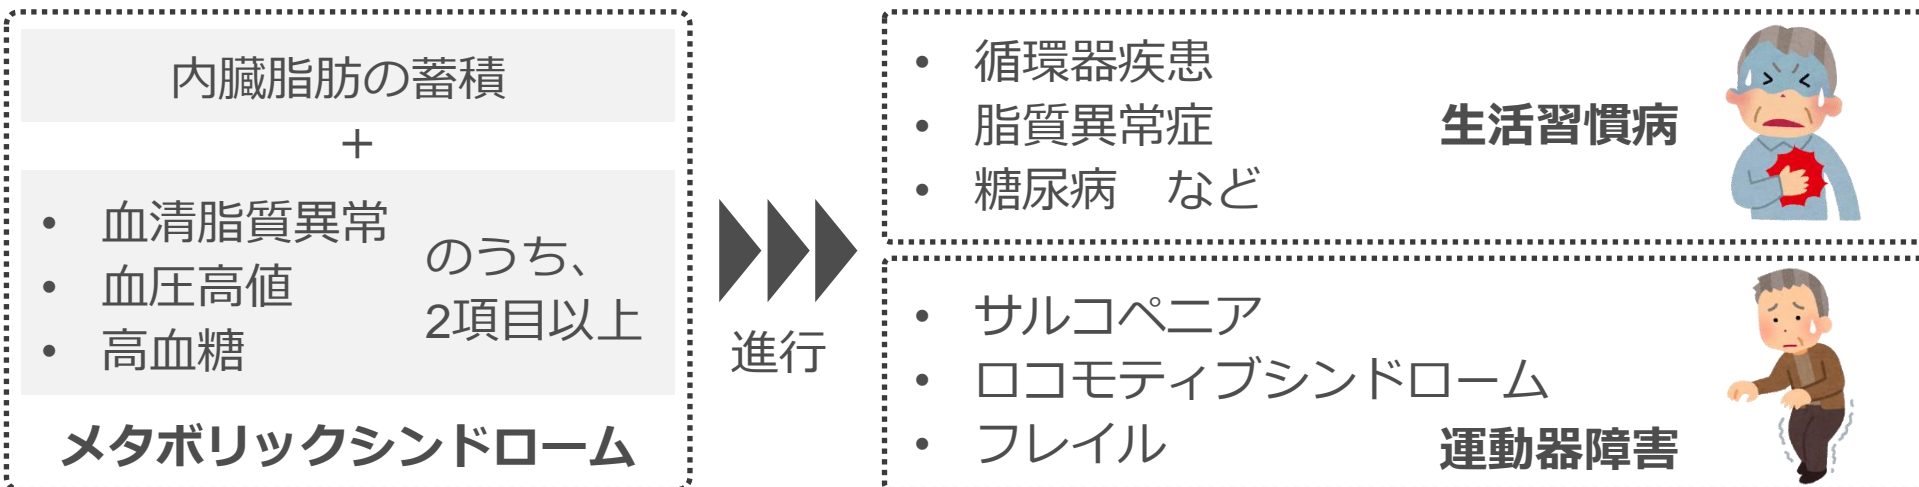 内臓脂肪の蓄積
＋
• 血清脂質異常
• 血圧高値
• 高血糖
のうち、
2項目以上
メタボリックシンドローム
進行
• 循環器疾患
• 脂質異常症
• 糖尿病　など
生活習慣病
• サルコペニア
• ロコモティブシンドローム
• フレイル
運動器障害